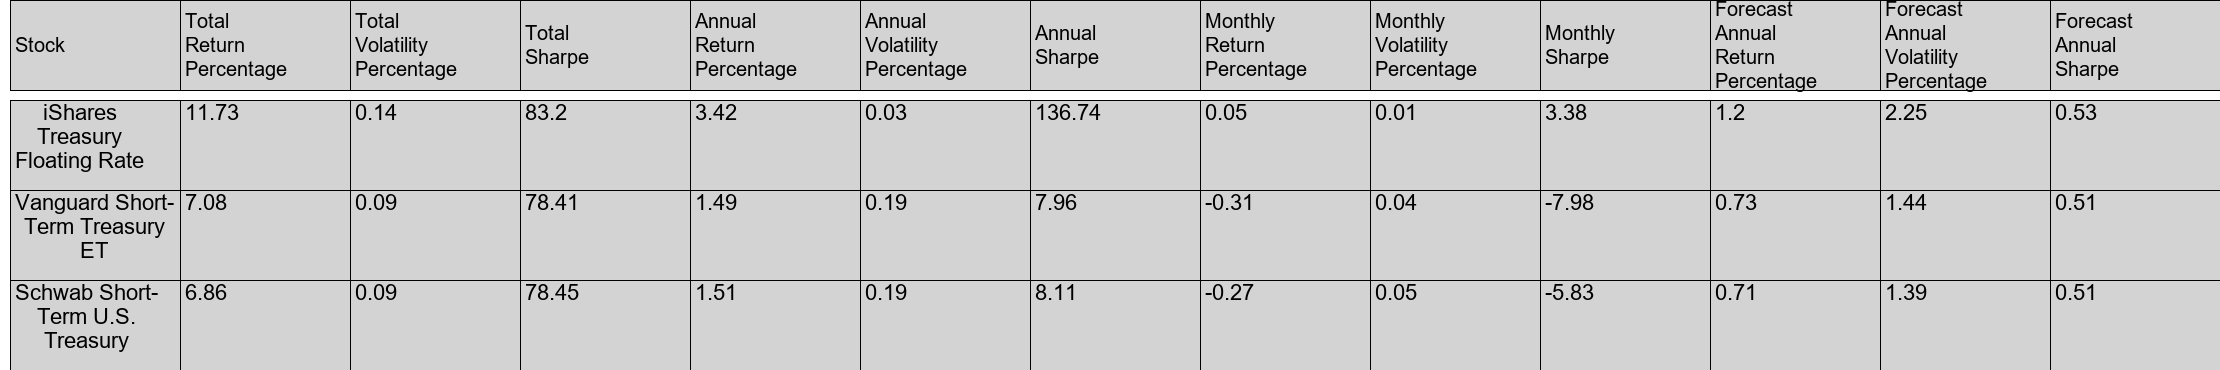 Stock Total Return Percentage Total Volatility Percentage Total Sharpe Annual Return Percentage Annual Volatility Percentage Annual Sharpe Monthly Return Percentage Monthly Volatility Percentage Monthly Sharpe Forecast Annual Return Percentage Forecast Annual Volatility Percentage Forecast Annual Sharpe
iShares Treasury Floating Rate 11.73 0.14 83.2 3.42 0.03 136.74 0.05 0.01 3.38 1.2 2.25 0.53
Vanguard Short-Term Treasury ET 7.08 0.09 78.41 1.49 0.19 7.96 -0.31 0.04 -7.98 0.73 1.44 0.51
Schwab Short-Term U.S. Treasury 6.86 0.09 78.45 1.51 0.19 8.11 -0.27 0.05 -5.83 0.71 1.39 0.51